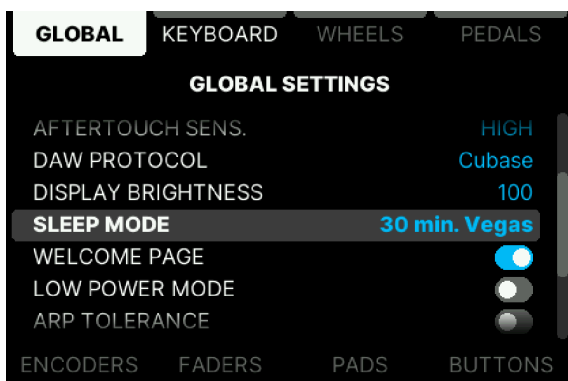 GLOBAL KEYBOARD WHEELS PEDALS
GLOBAL SETTINGS
AFTERTOUCH SENS. HIGH
DAW PROTOCOL Cubase
DISPLAY BRIGHTNESS 100
SLEEP MODE 30 min. Vegas
WELCOME PAGE
LOW POWER MODE
ARP TOLERANCE
ENCODERS FADERS PADS BUTTONS